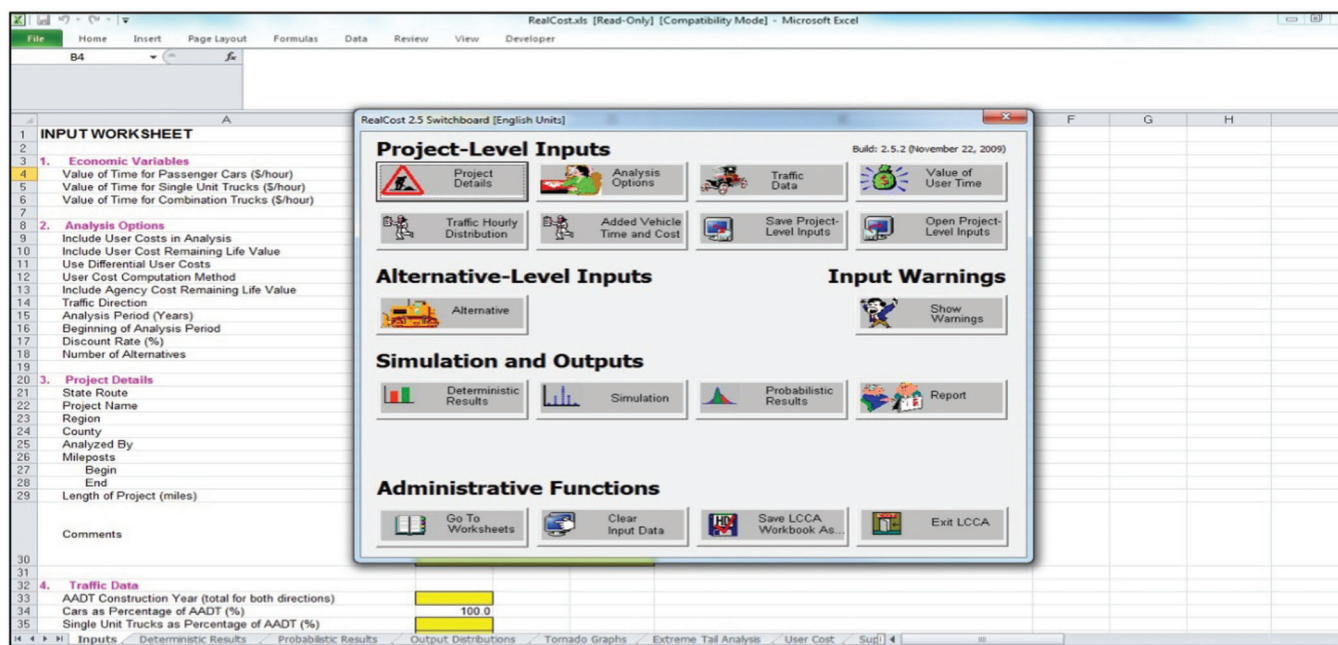 RealCost.xls [Read-Only] [Compatibility Mode] - Microsoft Excel
File Home Insert Page Layout Formulas Data Review View Developer
B4 fx
A F G H
RealCost 2.5 Switchboard [English Units]
Project-Level Inputs
Build: 2.5.2 (November 22, 2009)
Project Details
Analysis Options
Traffic Data
Value of User Time
Traffic Hourly Distribution
Added Vehicle Time and Cost
Save Project-Level Inputs
Open Project-Level Inputs
Alternative-Level Inputs
Input Warnings
Alternative
Show Warnings
Simulation and Outputs
Deterministic Results
Simulation
Probabilistic Results
Report
Administrative Functions
Go To Worksheets
Clear Input Data
Save LCCA Workbook As...
Exit LCCA
1 INPUT WORKSHEET
2
3 1. Economic Variables
4 Value of Time for Passenger Cars ($/hour)
5 Value of Time for Single Unit Trucks ($/hour)
6 Value of Time for Combination Trucks ($/hour)
7
8 2. Analysis Options
9 Include User Costs in Analysis
10 Include User Cost Remaining Life Value
11 Use Differential User Costs
12 User Cost Computation Method
13 Include Agency Cost Remaining Life Value
14 Traffic Direction
15 Analysis Period (Years)
16 Beginning of Analysis Period
17 Discount Rate (%)
18 Number of Alternatives
19
20 3. Project Details
21 State Route
22 Project Name
23 Region
24 County
25 Analyzed By
26 Mileposts
27 Begin
28 End
29 Length of Project (miles)
Comments
30
31
32 4. Traffic Data
33 AADT Construction Year (total for both directions)
34 Cars as Percentage of AADT (%) 100.0
35 Single Unit Trucks as Percentage of AADT (%)
Inputs Deterministic Results Probabilistic Results Output Distributions Tornado Graphs Extreme Tail Analysis User Cost